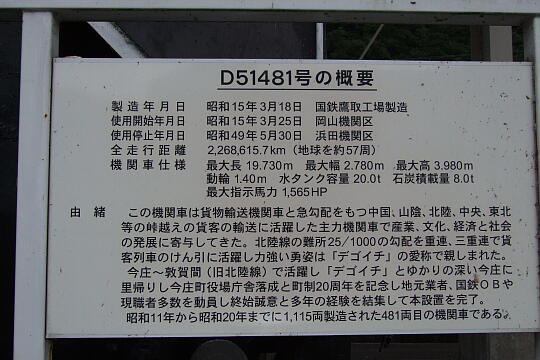 D51481号の概要
製造年月日 昭和15年3月18日 国鉄鷹取工場製造
使用開始年月日 昭和15年3月25日 岡山機関区
使用停止年月日 昭和49年5月30日 浜田機関区
全走行距離 2,268,615.7km（地球を約57周）
機関車仕様 最大長 19.730m 最大幅 2.780m 最大高 3.980m
動輪 1.40m 水タンク容量 20.0t 石炭積載量 8.0t
最大指示馬力 1,565HP
由緒 この機関車は貨物輸送機関車と急勾配をもつ中国、山陰、北陸、中央、東北
等の峠越えの貨客の輸送に活躍した主力機関車で産業、文化、経済と社会
の発展に寄与してきた。北陸線の難所25/1000の勾配を重連、三重連で貨
客列車のけん引に活躍し力強い勇姿は「デゴイチ」の愛称で親しまれた。
今庄〜敦賀間（旧北陸線）で活躍し「デゴイチ」とゆかりの深い今庄に
里帰りし今庄町役場庁舎落成と町制20周年を記念し地元業者、国鉄OBや
現職者多数を動員し終始誠意と多年の経験を結集して本設置を完了。
昭和11年から昭和20年までに1,115両製造された481両目の機関車である。